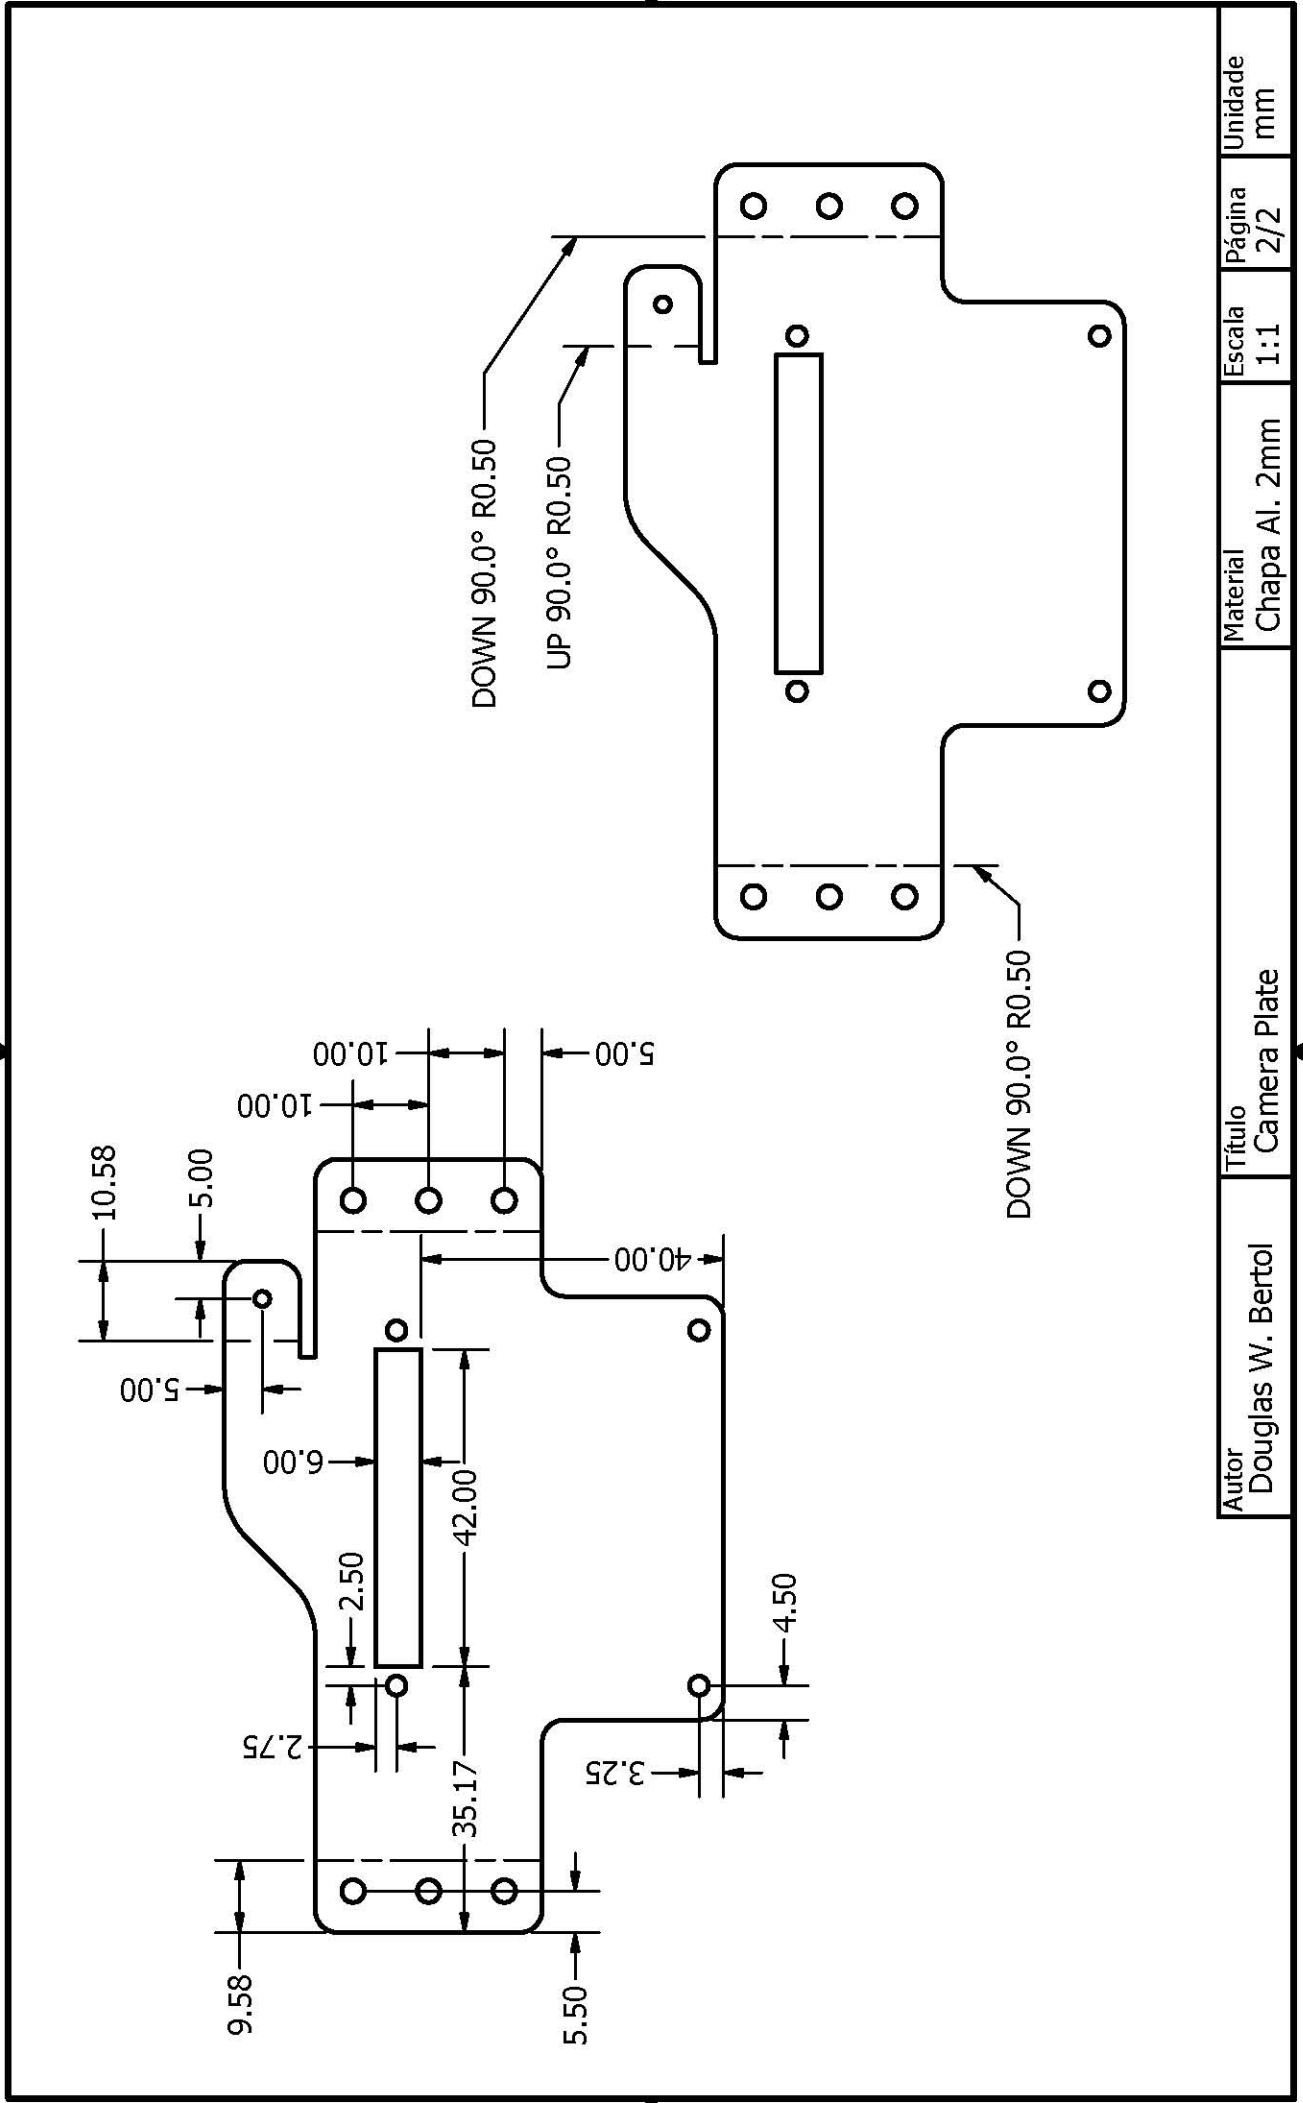 10.58
5.00
5.00
10.00
10.00
5.00
40.00
6.00
42.00
2.50
2.75
35.17
3.25
4.50
9.58
5.50
DOWN 90.0° R0.50
UP 90.0° R0.50
DOWN 90.0° R0.50
Autor
Douglas W. Bertol
Título
Camera Plate
Material
Chapa Al. 2mm
Escala
1:1
Página
2/2
Unidade
mm